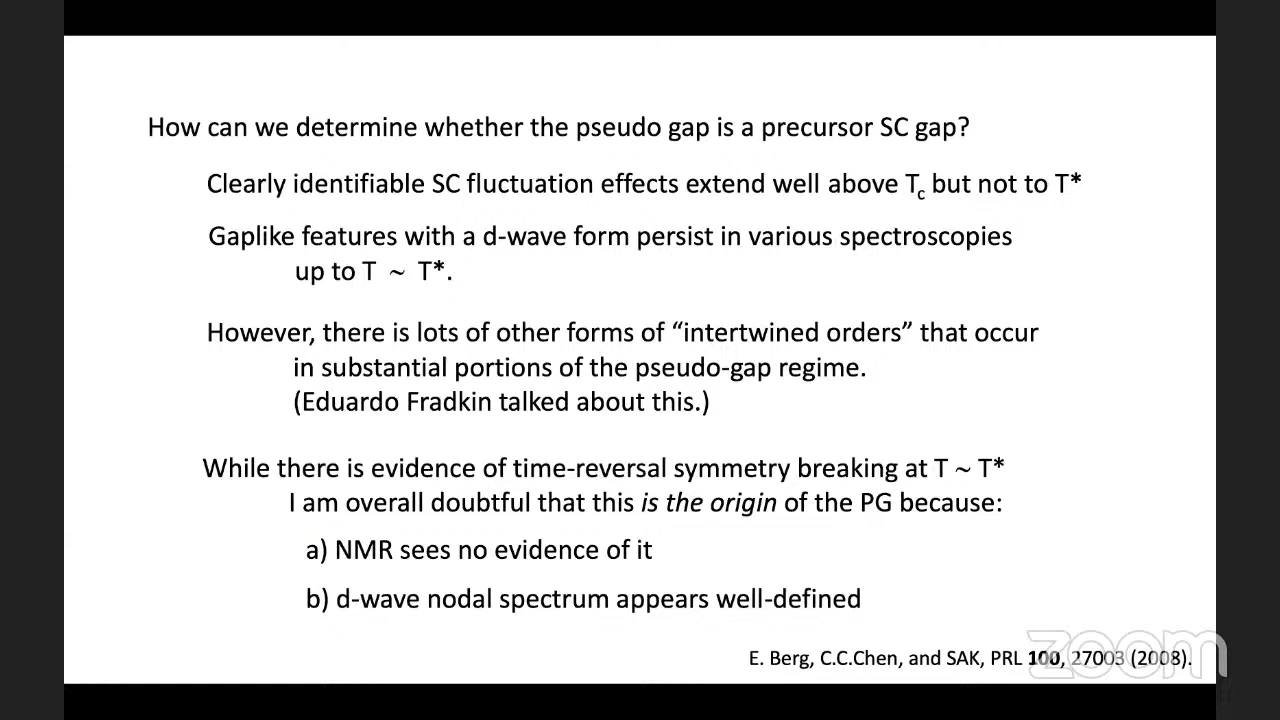 How can we determine whether the pseudo gap is a precursor SC gap?
Clearly identifiable SC fluctuation effects extend well above Tc but not to T*
Gaplike features with a d-wave form persist in various spectroscopies
up to T ~ T*.
However, there is lots of other forms of “intertwined orders” that occur
in substantial portions of the pseudo-gap regime.
(Eduardo Fradkin talked about this.)
While there is evidence of time-reversal symmetry breaking at T ~ T*
I am overall doubtful that this is the origin of the PG because:
a) NMR sees no evidence of it
b) d-wave nodal spectrum appears well-defined
E. Berg, C.C.Chen, and SAK, PRL 100, 27003 (2008).
zoom